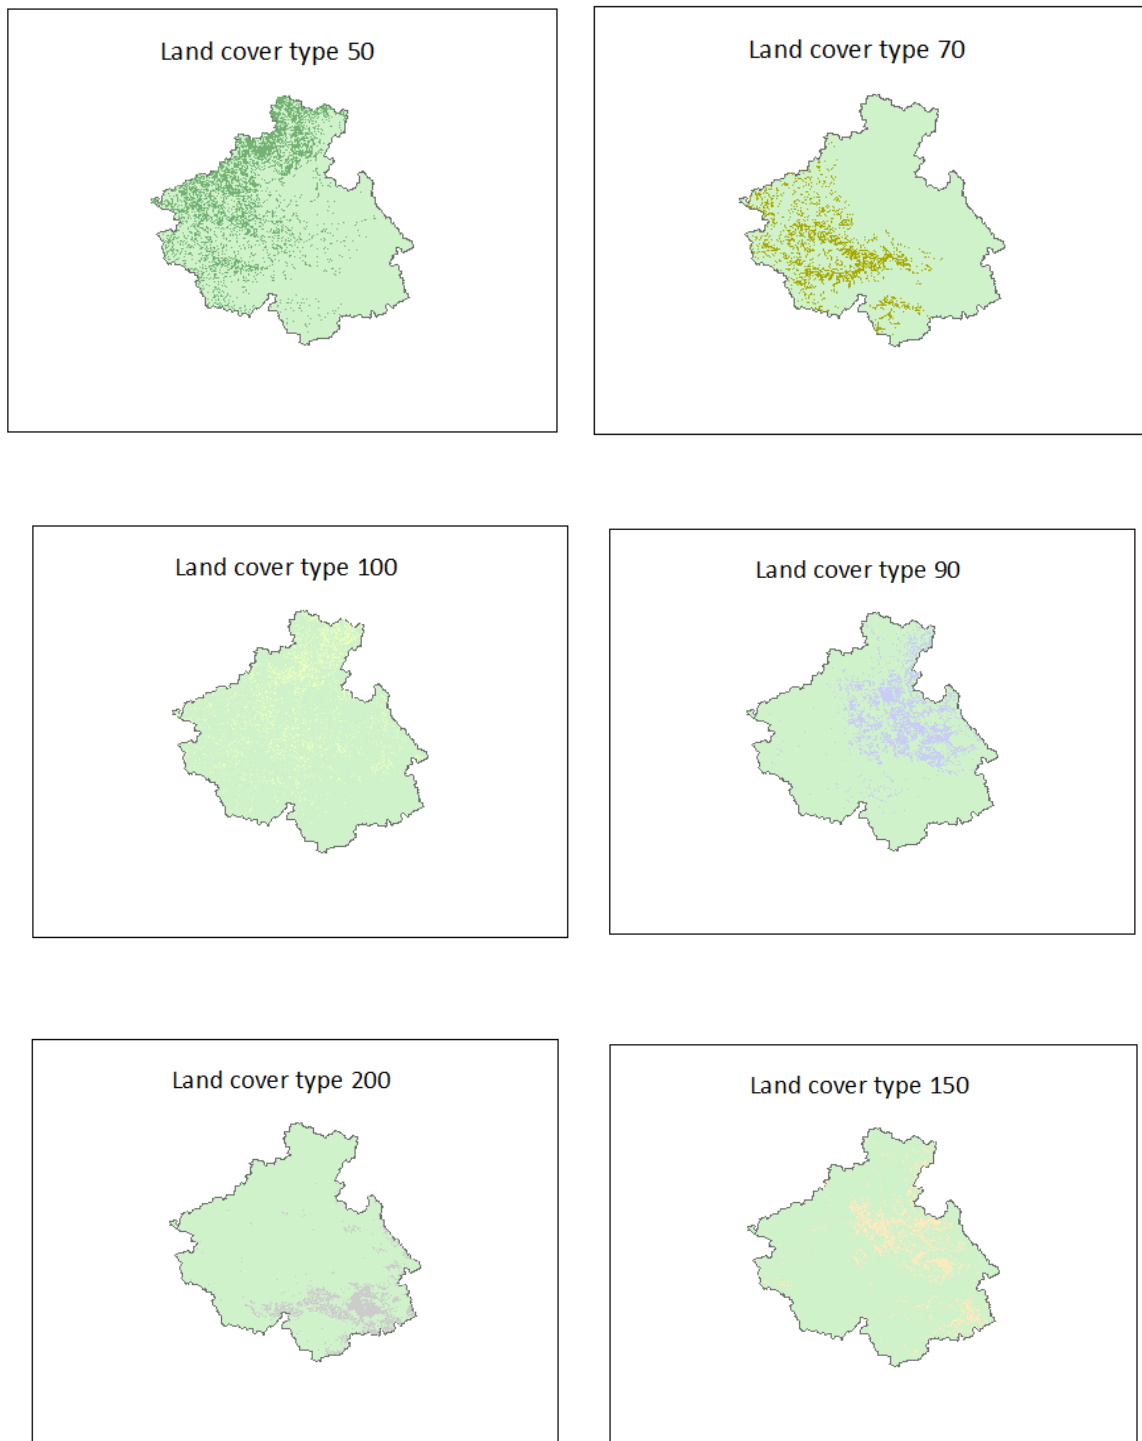 Land cover type 50
Land cover type 70
Land cover type 100
Land cover type 90
Land cover type 200
Land cover type 150